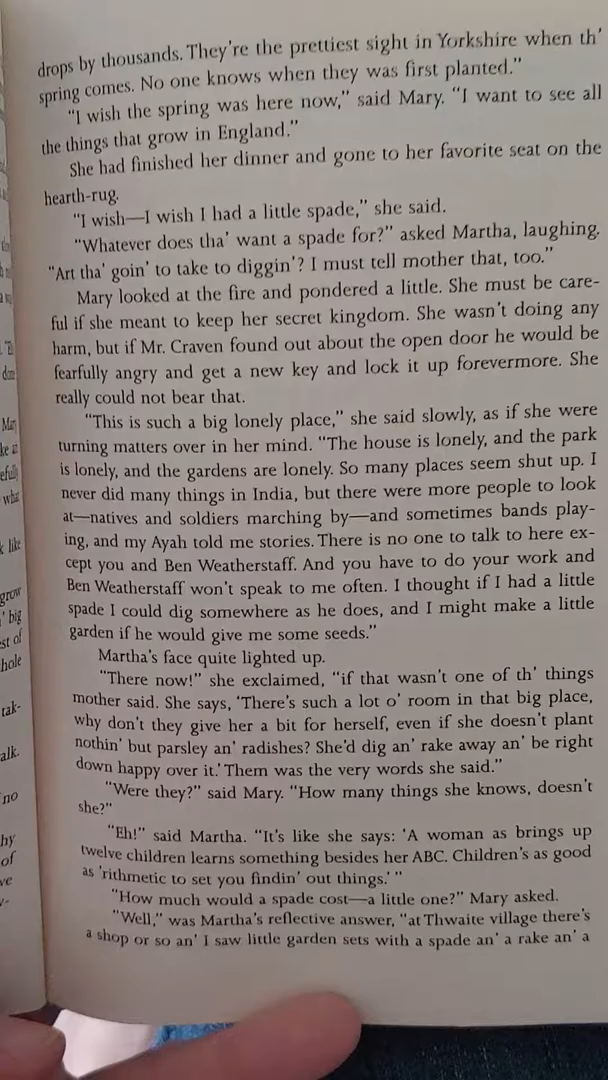 drops by thousands. They're the prettiest sight in Yorkshire when th'
spring comes. No one knows when they was first planted."
"I wish the spring was here now," said Mary. "I want to see all
the things that grow in England."
She had finished her dinner and gone to her favorite seat on the
hearth-rug.
"I wish—I wish I had a little spade," she said.
"Whatever does tha' want a spade for?" asked Martha, laughing.
"Art tha' goin' to take to diggin'? I must tell mother that, too."
Mary looked at the fire and pondered a little. She must be care-
ful if she meant to keep her secret kingdom. She wasn't doing any
harm, but if Mr. Craven found out about the open door he would be
fearfully angry and get a new key and lock it up forevermore. She
really could not bear that.
"This is such a big lonely place," she said slowly, as if she were
turning matters over in her mind. "The house is lonely, and the park
is lonely, and the gardens are lonely. So many places seem shut up. I
never did many things in India, but there were more people to look
at—natives and soldiers marching by—and sometimes bands play-
ing, and my Ayah told me stories. There is no one to talk to here ex-
cept you and Ben Weatherstaff. And you have to do your work and
Ben Weatherstaff won't speak to me often. I thought if I had a little
spade I could dig somewhere as he does, and I might make a little
garden if he would give me some seeds."
Martha's face quite lighted up.
"There now!" she exclaimed, "if that wasn't one of th' things
mother said. She says, 'There's such a lot o' room in that big place,
why don't they give her a bit for herself, even if she doesn't plant
nothin' but parsley an' radishes? She'd dig an' rake away an' be right
down happy over it.' Them was the very words she said."
"Were they?" said Mary. "How many things she knows, doesn't
she?"
"Eh!" said Martha. "It's like she says: 'A woman as brings up
twelve children learns something besides her ABC. Children's as good
as 'rithmetic to set you findin' out things.' "
"How much would a spade cost—a little one?" Mary asked.
"Well," was Martha's reflective answer, "at Thwaite village there's
a shop or so an' I saw little garden sets with a spade an' a rake an' a